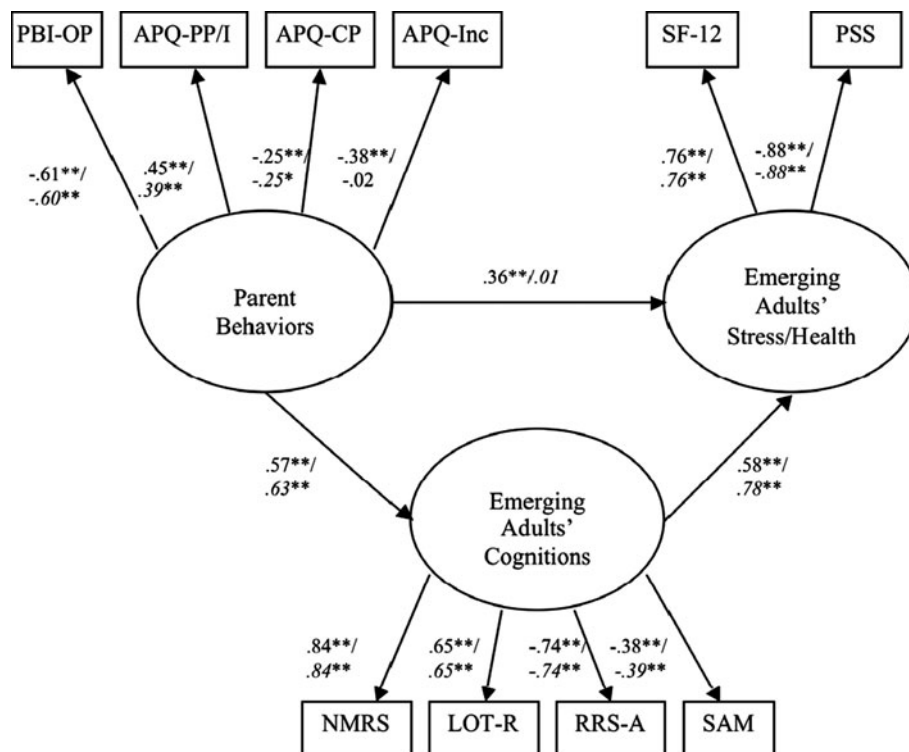 PBI-OP
APQ-PP/I
APQ-CP
APQ-Inc
SF-12
PSS
-.61**/
-.60**
.45**/
.39**
-.25**/
-.25*
-.38**/
-.02
.76**/
.76**
-.88**/
-.88**
Parent
Behaviors
.36**/.01
Emerging
Adults’
Stress/Health
.57**/
.63**
Emerging
Adults’
Cognitions
.58**/
.78**
.84**/
.84**
.65**/
.65**
-.74**/
-.74**
-.38**/
-.39**
NMRS
LOT-R
RRS-A
SAM